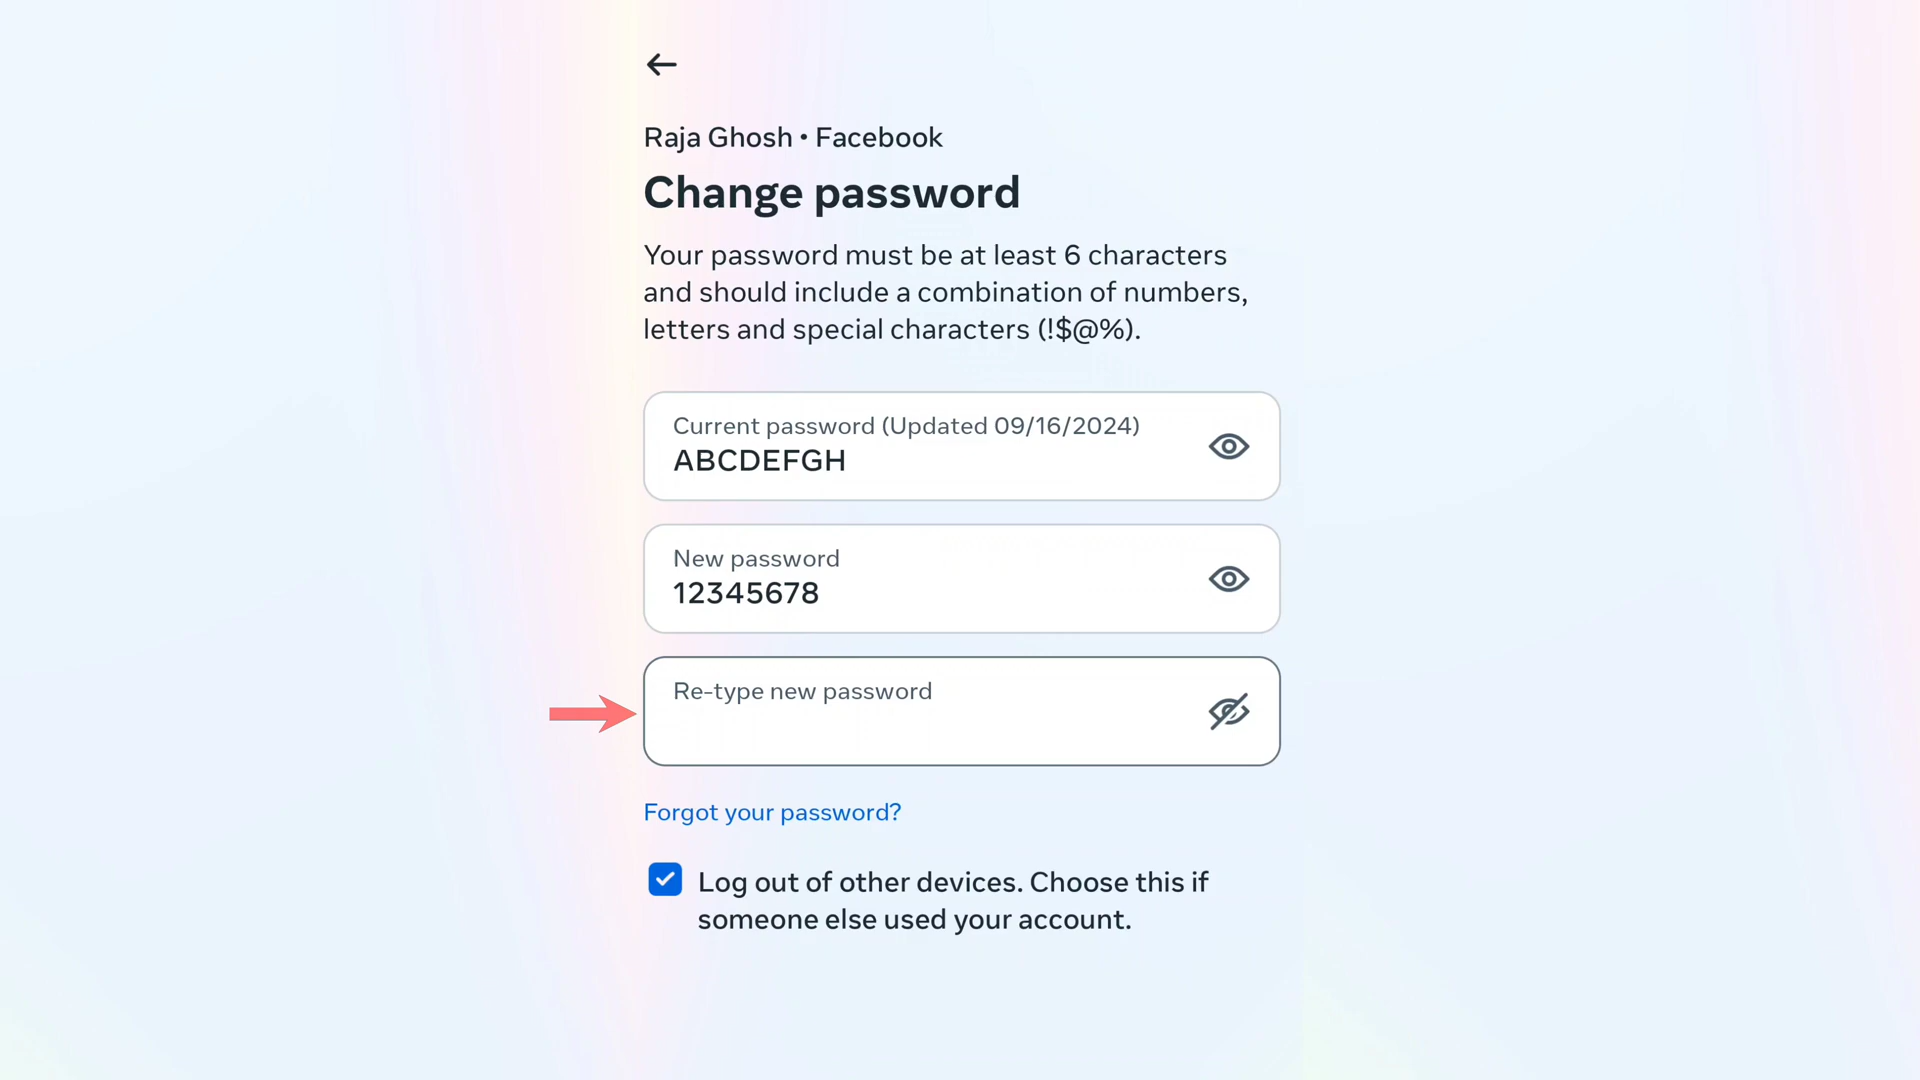 Raja Ghosh • Facebook
Change password
Your password must be at least 6 characters
and should include a combination of numbers,
letters and special characters (!$@%).
Current password (Updated 09/16/2024)
ABCDEFGH
New password
12345678
Re-type new password
Forgot your password?
Log out of other devices. Choose this if
someone else used your account.